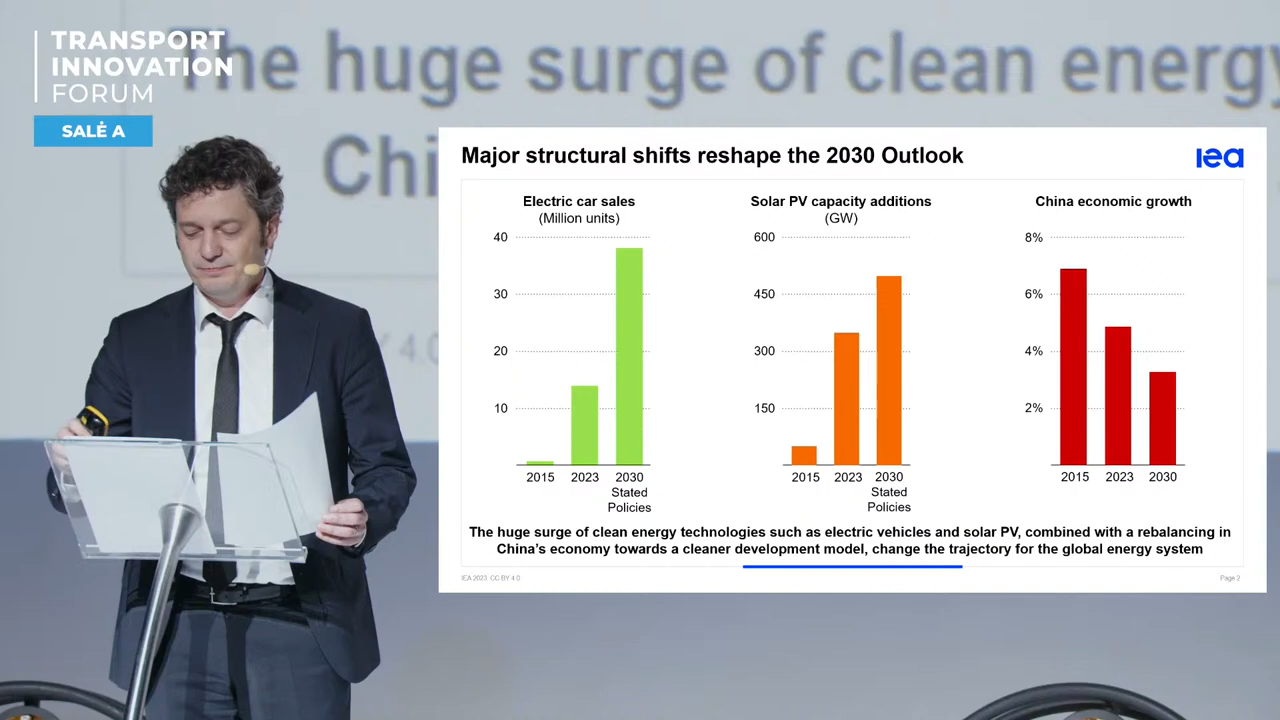 TRANSPORT
INNOVATION
FORUM
SALĖ A
The huge surge of clean energy
Chi
Y 4.0
Major structural shifts reshape the 2030 Outlook
iea
Electric car sales
(Million units)
40
30
20
10
2015
2023
2030
Stated
Policies
Solar PV capacity additions
(GW)
600
450
300
150
2015
2023
2030
Stated
Policies
China economic growth
8%
6%
4%
2%
2015
2023
2030
The huge surge of clean energy technologies such as electric vehicles and solar PV, combined with a rebalancing in
China's economy towards a cleaner development model, change the trajectory for the global energy system
IEA 2023. CC BY 4.0
Page 2